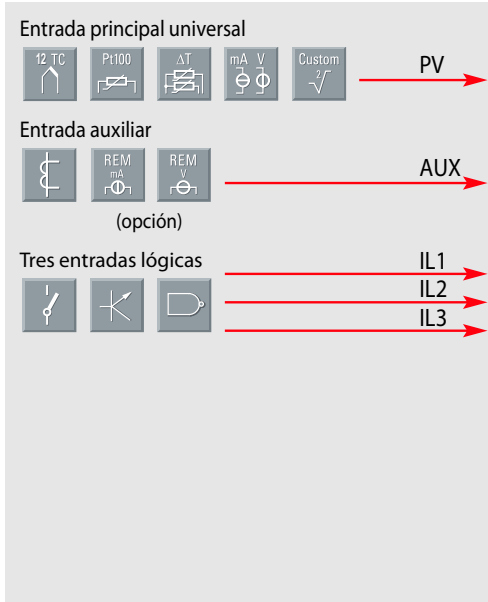 Entrada principal universal
12 TC Pt100 ΔT mA V Custom
2√
PV
Entrada auxiliar
REM mA REM V
AUX
(opción)
Tres entradas lógicas
IL1
IL2
IL3